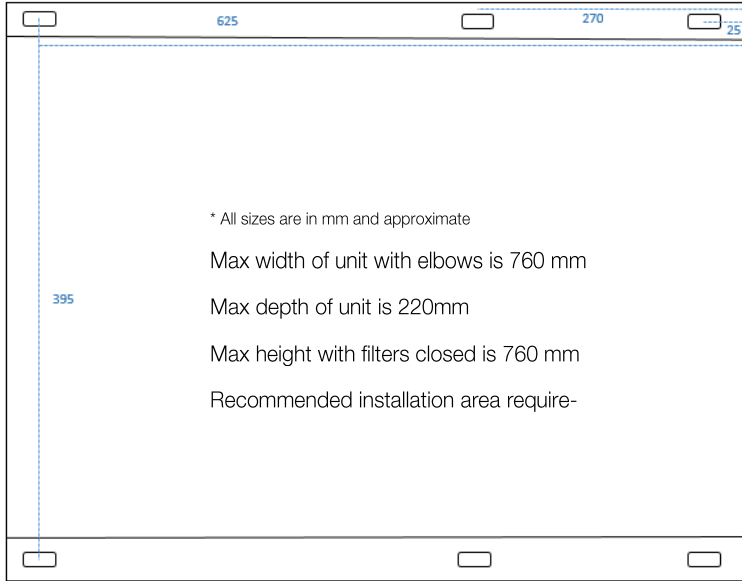 625
270
25
* All sizes are in mm and approximate
Max width of unit with elbows is 760 mm
395
Max depth of unit is 220mm
Max height with filters closed is 760 mm
Recommended installation area require-